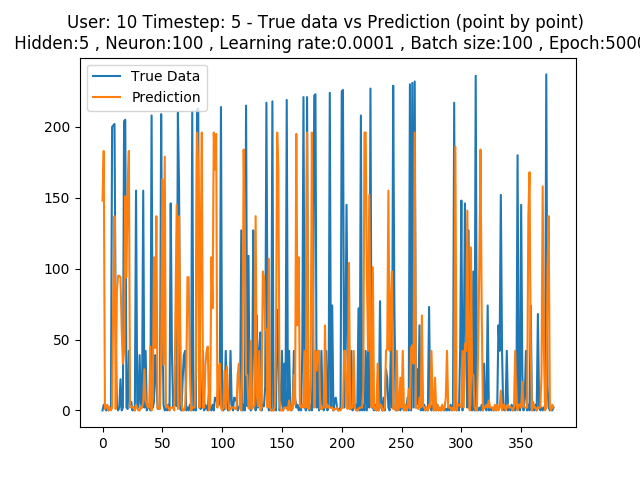 User: 10 Timestep: 5 - True data vs Prediction (point by point)
Hidden:5 , Neuron:100 , Learning rate:0.0001 , Batch size:100 , Epoch:5000
True Data
Prediction
200
150
100
50
0
0 50 100 150 200 250 300 350